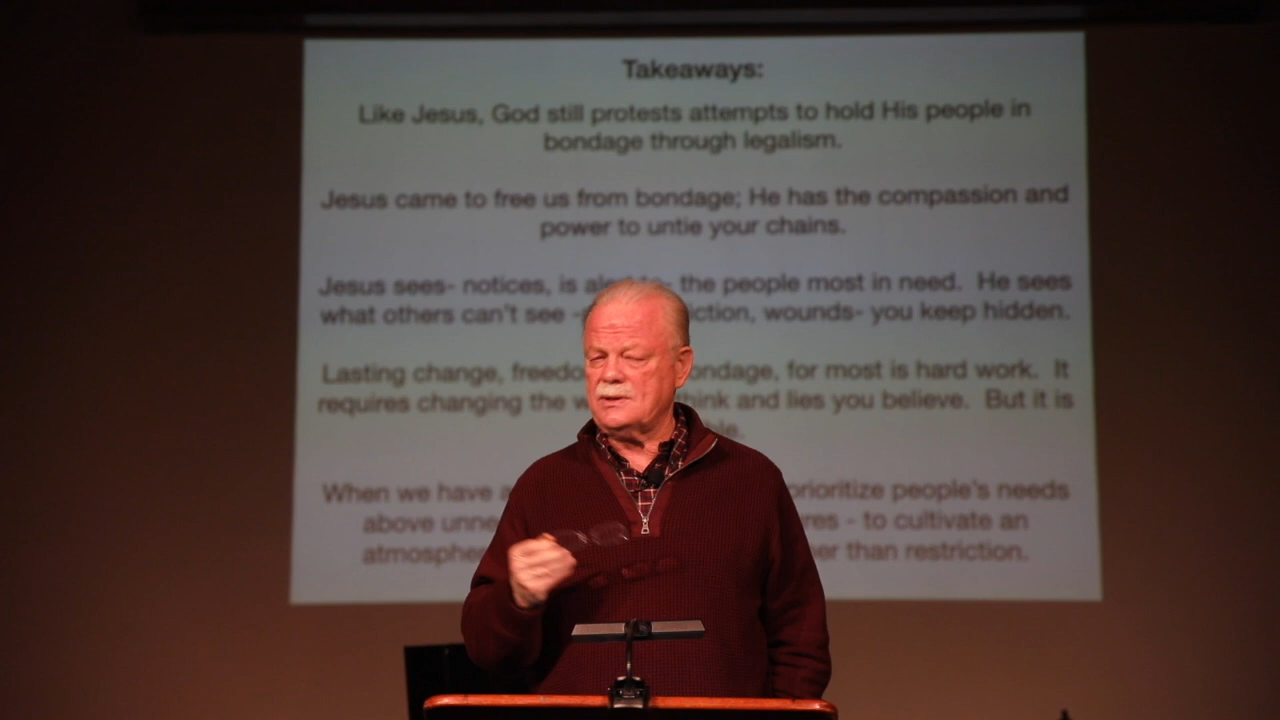 Takeaways:
Like Jesus, God still protests attempts to hold His people in
bondage through legalism.
Jesus came to free us from bondage; He has the compassion and
power to untie your chains.
Jesus sees- notices, is the people most in need. He sees
what others can't see - wounds- you keep hidden.
Lasting change, for most is hard work. It
requires changing the think and lies you believe. But it is
When we have prioritize people's needs
above - to cultivate an
than restriction.